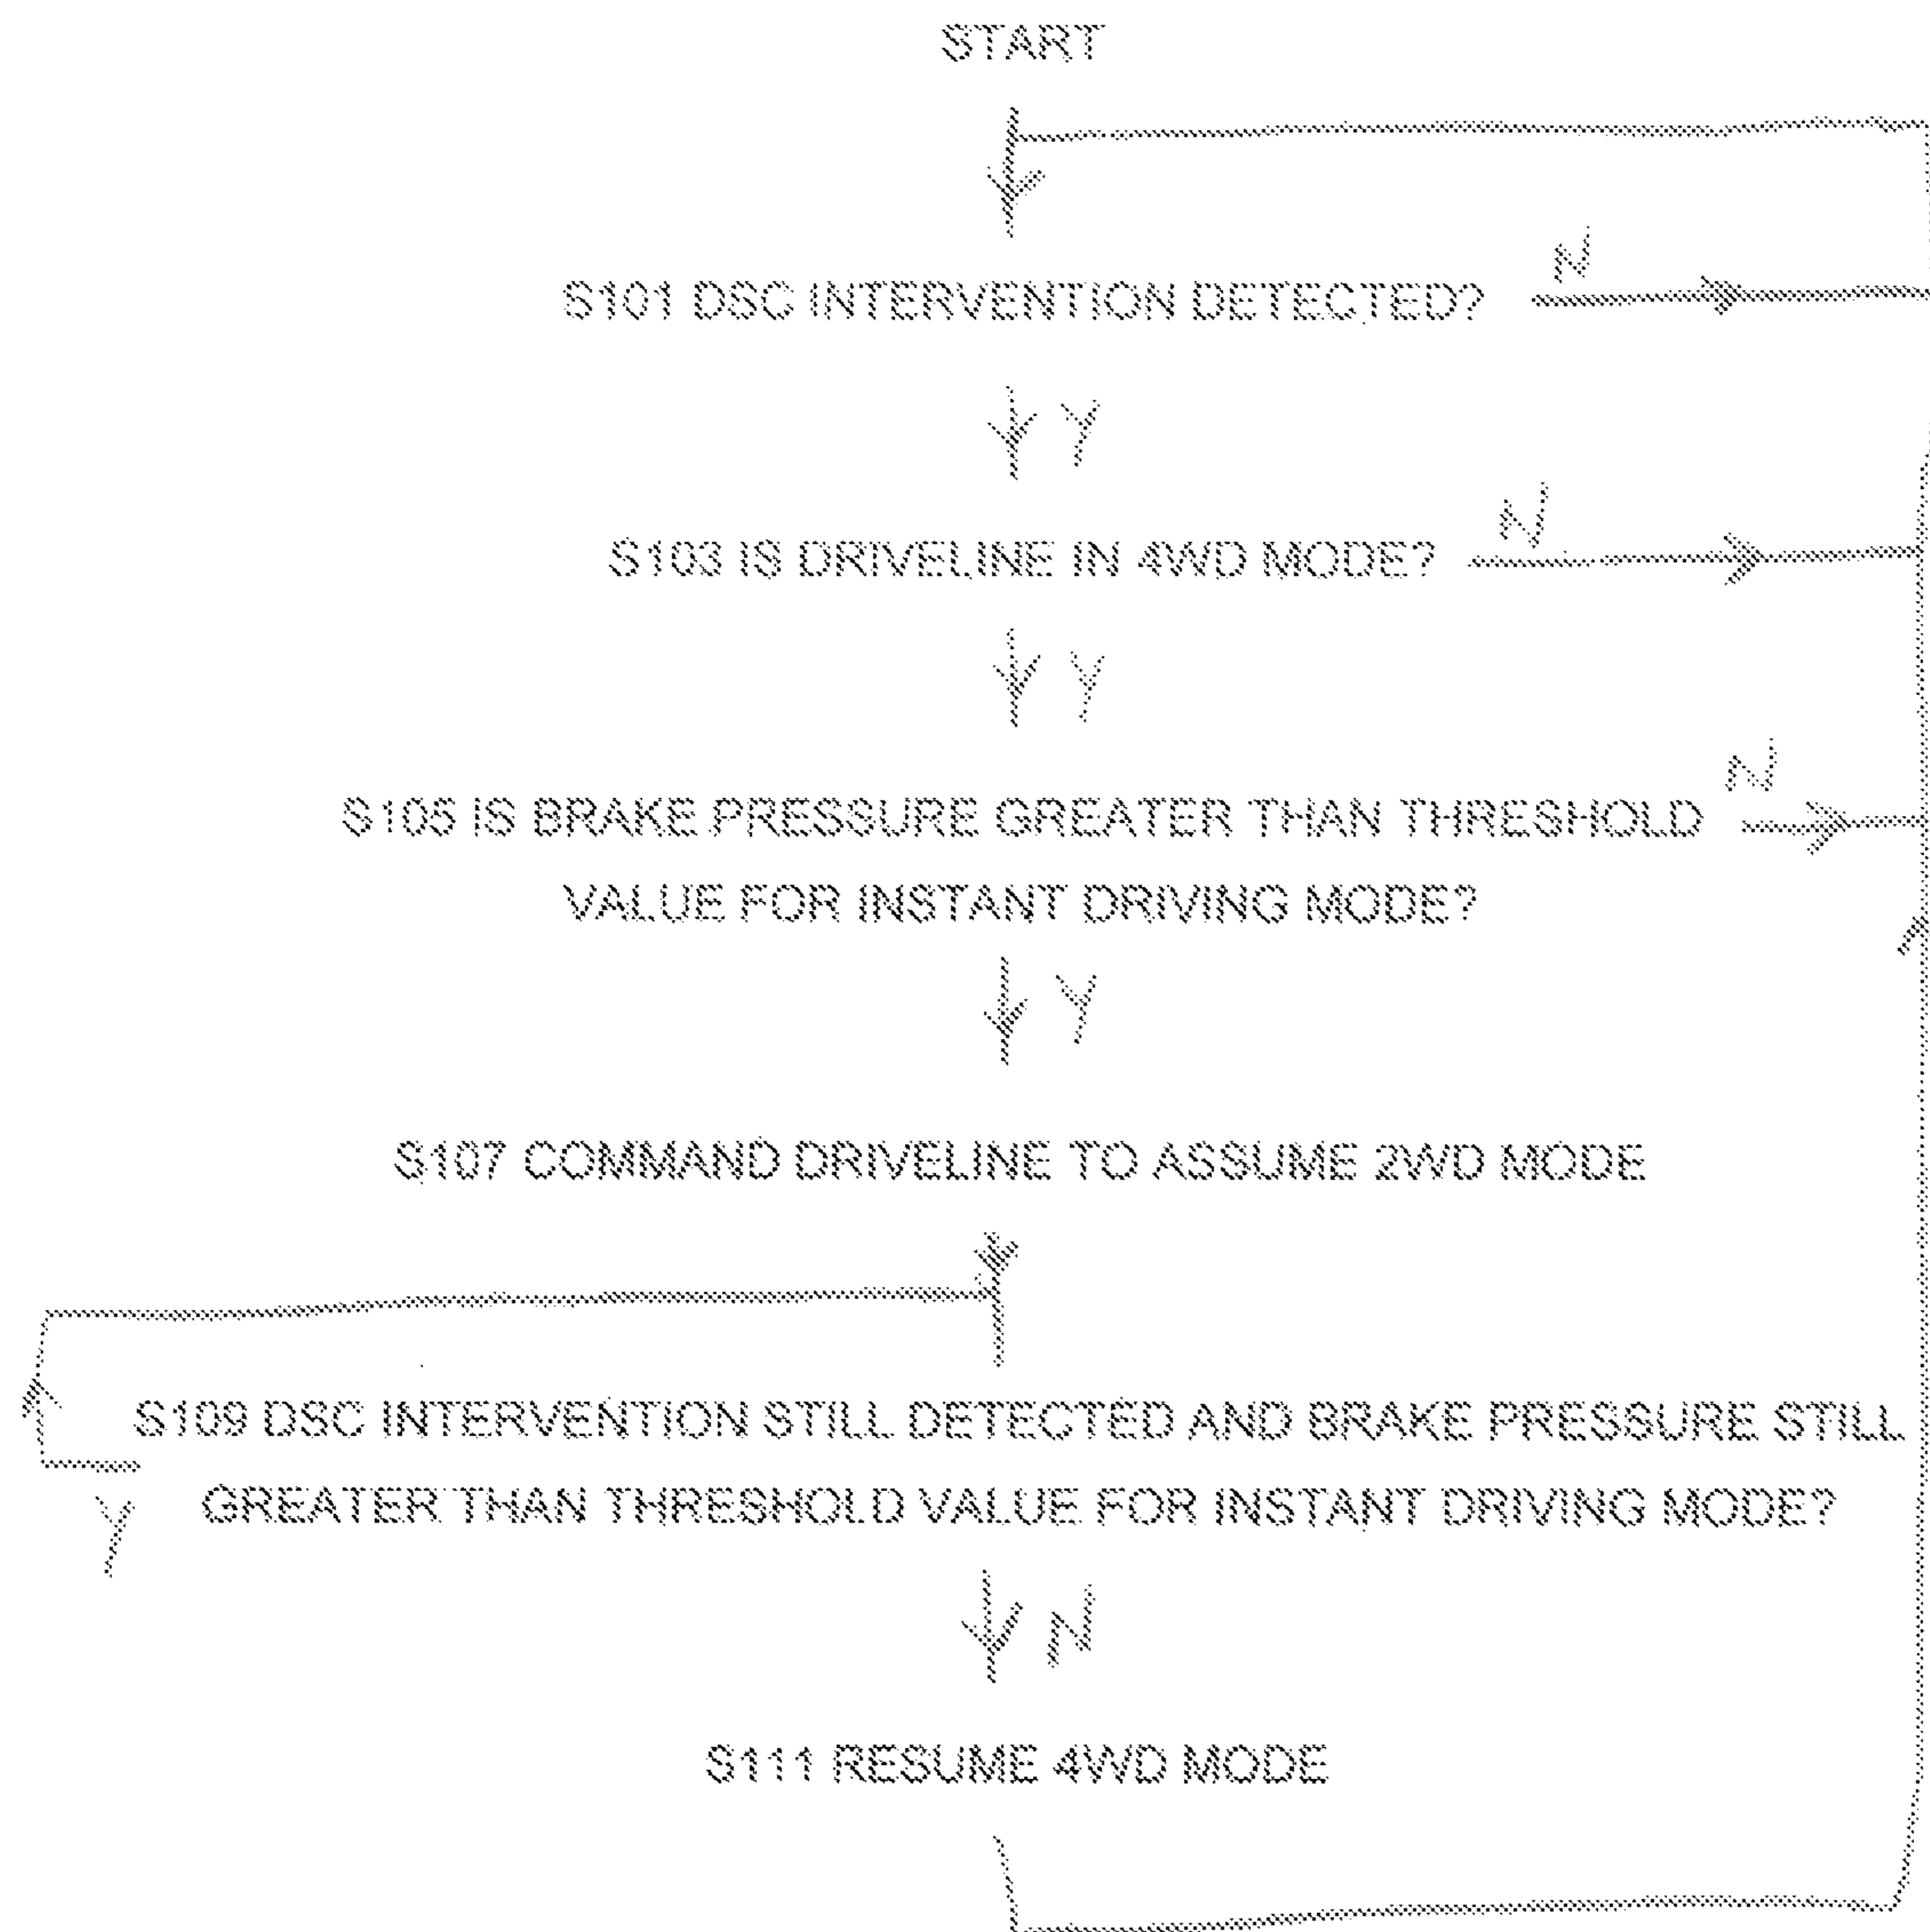 START
N
S101 DSC INTERVENTION DETECTED?
Y
N
S103 IS DRIVELINE IN 4WD MODE?
Y
N
S105 IS BRAKE PRESSURE GREATER THAN THRESHOLD
VALUE FOR INSTANT DRIVING MODE?
Y
S107 COMMAND DRIVELINE TO ASSUME 2WD MODE
S109 DSC INTERVENTION STILL DETECTED AND BRAKE PRESSURE STILL
GREATER THAN THRESHOLD VALUE FOR INSTANT DRIVING MODE?
Y
N
S111 RESUME 4WD MODE